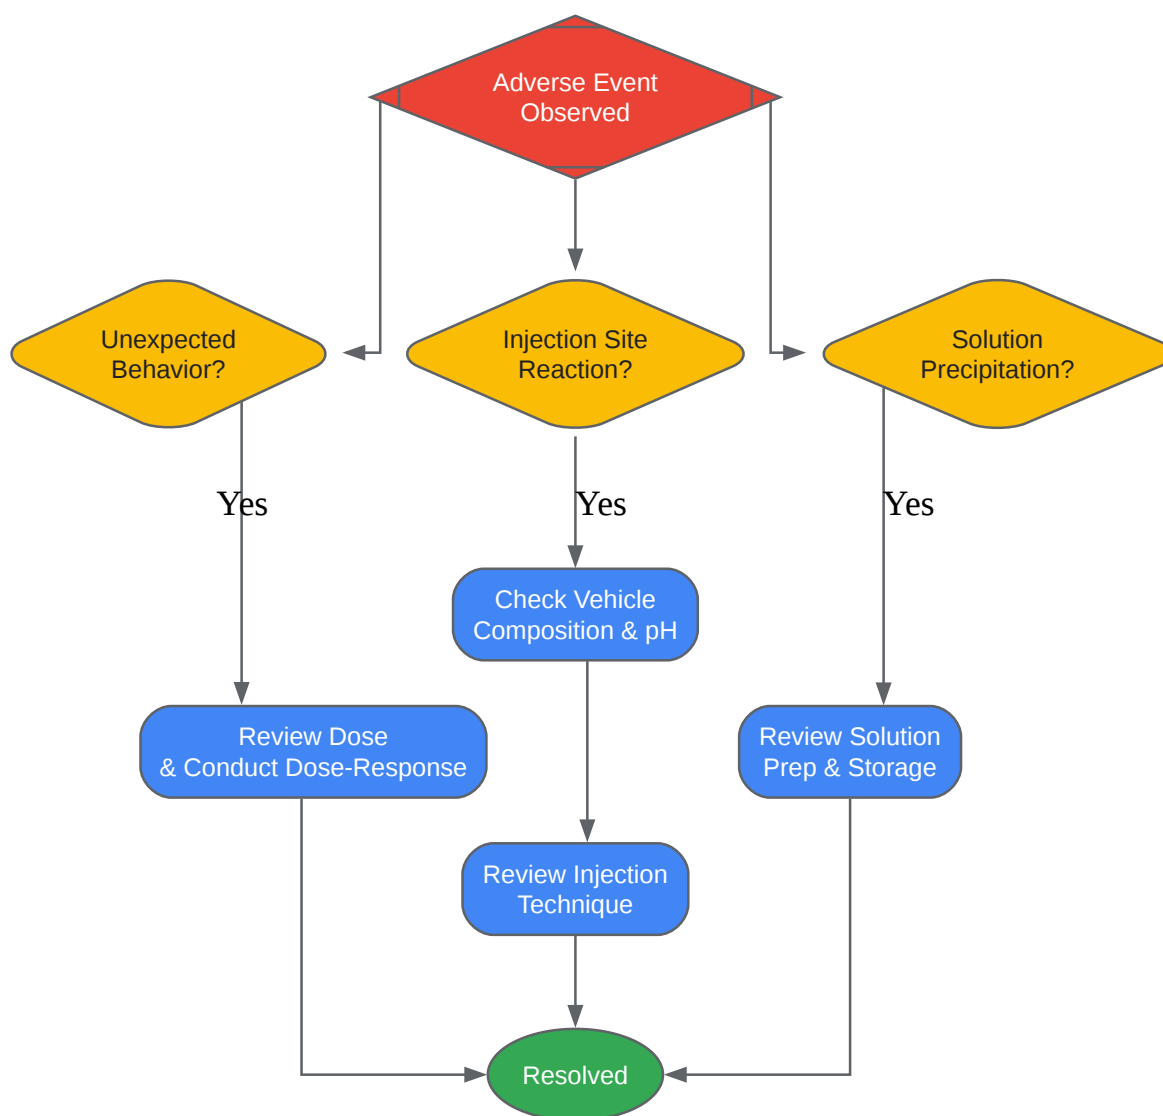 Adverse Event
Observed
Unexpected
Behavior?
Injection Site
Reaction?
Solution
Precipitation?
Yes
Yes
Yes
Check Vehicle
Composition & pH
Review Dose
& Conduct Dose-Response
Review Solution
Prep & Storage
Review Injection
Technique
Resolved